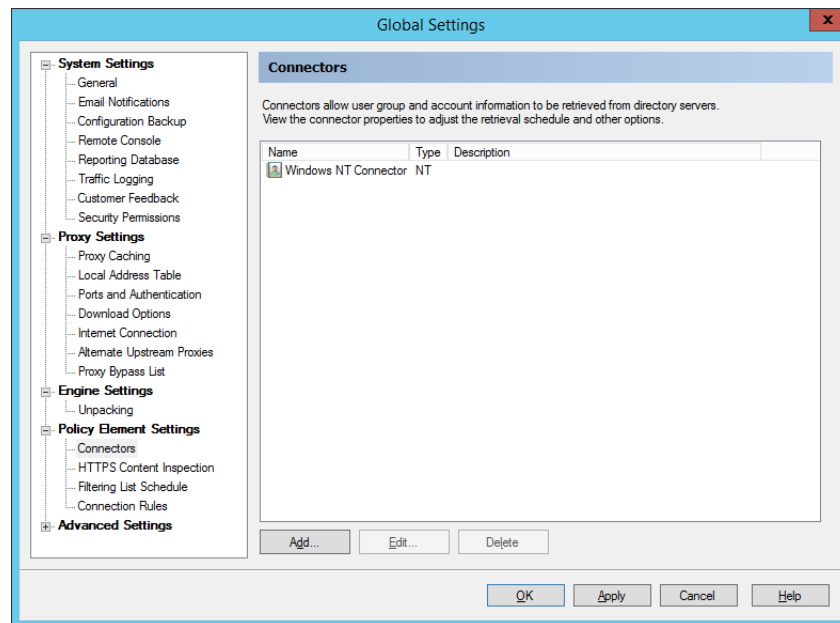 Global Settings
x
System Settings
General
Email Notifications
Configuration Backup
Remote Console
Reporting Database
Traffic Logging
Customer Feedback
Security Permissions
Proxy Settings
Proxy Caching
Local Address Table
Ports and Authentication
Download Options
Internet Connection
Alternate Upstream Proxies
Proxy Bypass List
Engine Settings
Unpacking
Policy Element Settings
Connectors
HTTPS Content Inspection
Filtering List Schedule
Connection Rules
Advanced Settings
Connectors
Connectors allow user group and account information to be retrieved from directory servers.
View the connector properties to adjust the retrieval schedule and other options.
Name Type Description
Windows NT Connector NT
Add... Edit... Delete
OK Apply Cancel Help